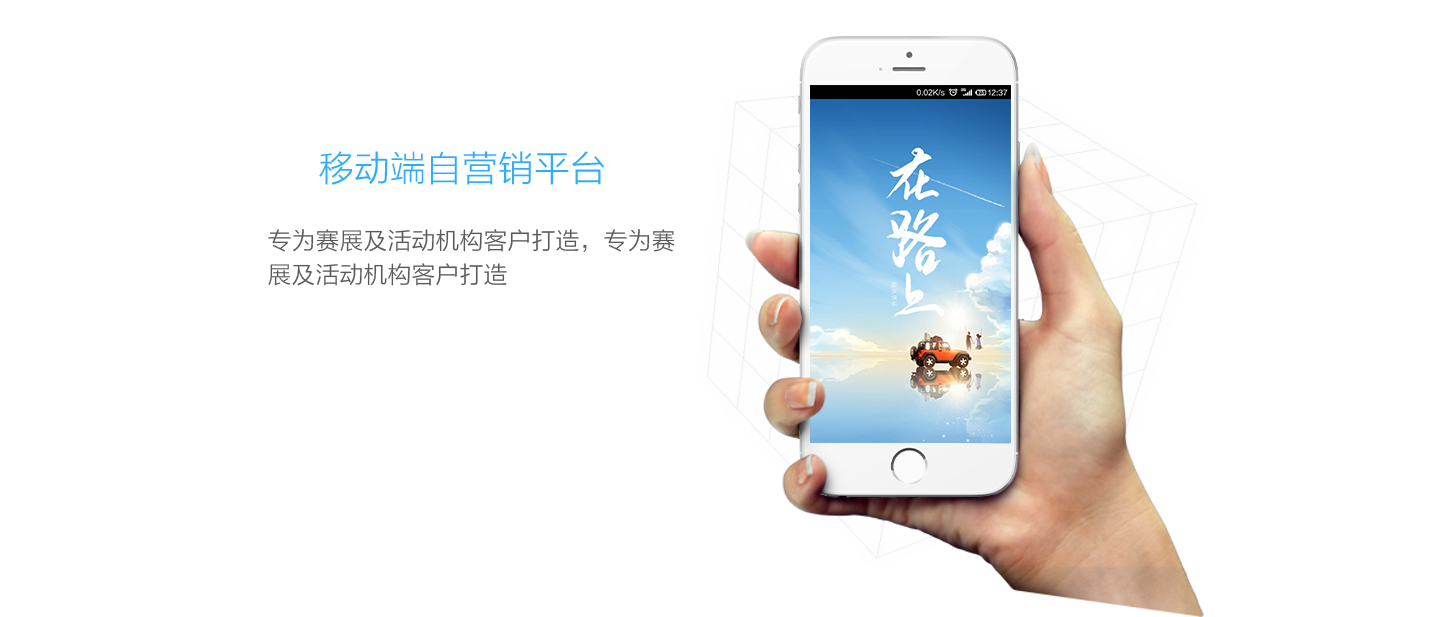 移动端自营销平台
专为赛展及活动机构客户打造，专为赛
展及活动机构客户打造
0.02K/s 12:37
在
路
上